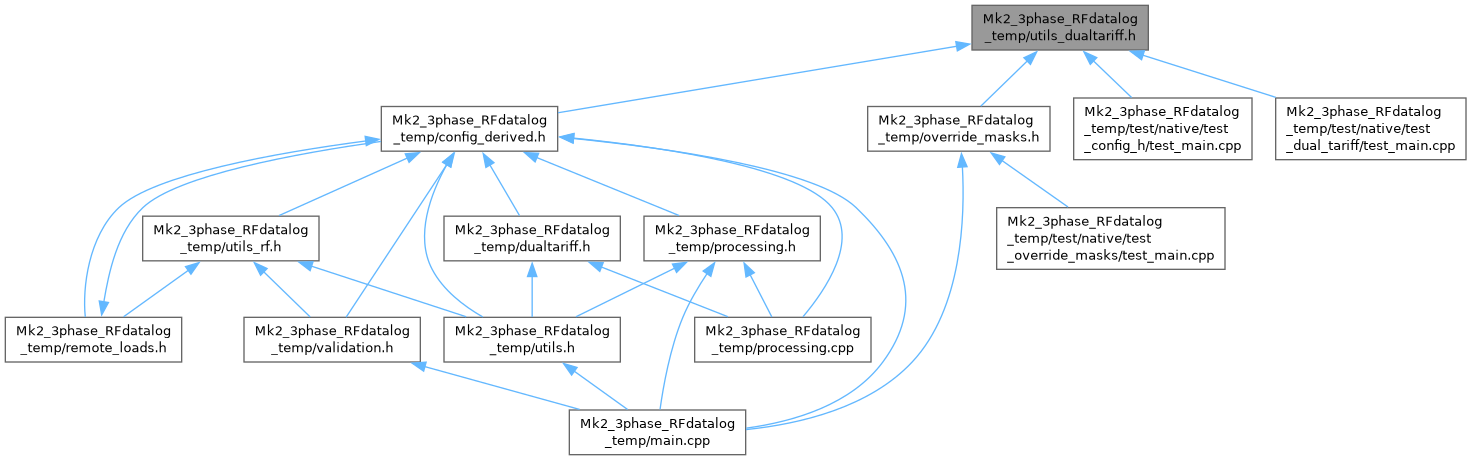 Mk2_3phase_RFdatalog
_temp/utils_dualtariff.h
Mk2_3phase_RFdatalog
_temp/config_derived.h
Mk2_3phase_RFdatalog
_temp/override_masks.h
Mk2_3phase_RFdatalog
_temp/test/native/test
_config_h/test_main.cpp
Mk2_3phase_RFdatalog
_temp/test/native/test
_dual_tariff/test_main.cpp
Mk2_3phase_RFdatalog
_temp/utils_rf.h
Mk2_3phase_RFdatalog
_temp/dualtariff.h
Mk2_3phase_RFdatalog
_temp/processing.h
Mk2_3phase_RFdatalog
_temp/test/native/test
_override_masks/test_main.cpp
Mk2_3phase_RFdatalog
_temp/remote_loads.h
Mk2_3phase_RFdatalog
_temp/validation.h
Mk2_3phase_RFdatalog
_temp/utils.h
Mk2_3phase_RFdatalog
_temp/processing.cpp
Mk2_3phase_RFdatalog
_temp/main.cpp